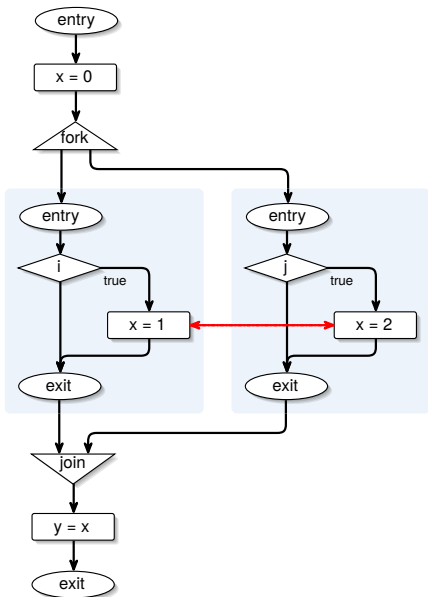 entry
x = 0
fork
entry
entry
i
true
j
true
x = 1
x = 2
exit
exit
join
y = x
exit